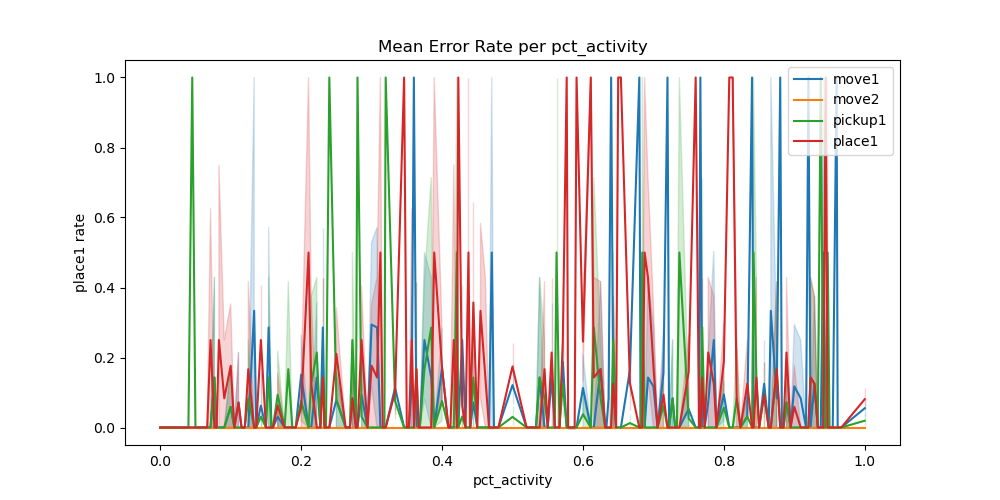 Mean Error Rate per pct_activity
1.0
0.8
0.6
0.4
0.2
0.0
place1 rate
move1
move2
pickup1
place1
0.0 0.2 0.4 0.6 0.8 1.0
pct_activity